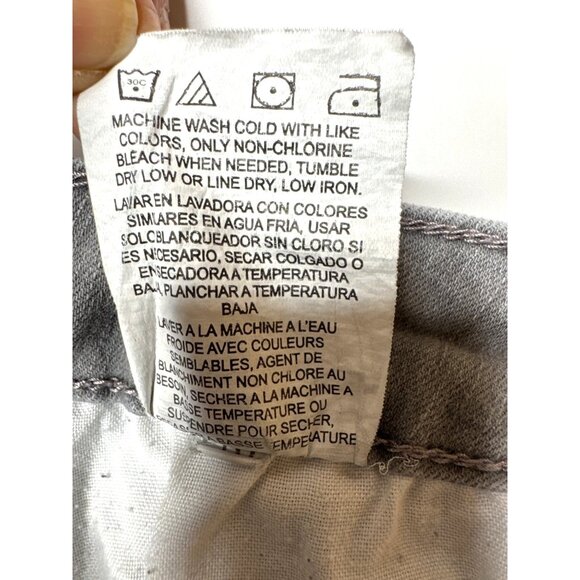 30C
MACHINE WASH COLD WITH LIKE
COLORS, ONLY NON-CHLORINE
BLEACH WHEN NEEDED, TUMBLE
DRY LOW OR LINE DRY, LOW IRON.
LAVAR EN LAVADORA CON COLORES
SIMILARES EN AGUA FRIA, USAR
SOLO BLANQUEADOR SIN CLORO SI
ES NECESARIO, SECAR COLGADO O
EN SECADORA A TEMPERATURA
BAJA, PLANCHAR A TEMPERATURA
BAJA
LAVER A LA MACHINE A L'EAU
FROIDE AVEC COULEURS
SEMBLABLES, AGENT DE
BLANCHIMENT NON CHLORE AU
BESOIN, SECHER A LA MACHINE A
BASSE TEMPERATURE OU
SUSPENDRE POUR SECHER,
A BASSE TEMPERATURE